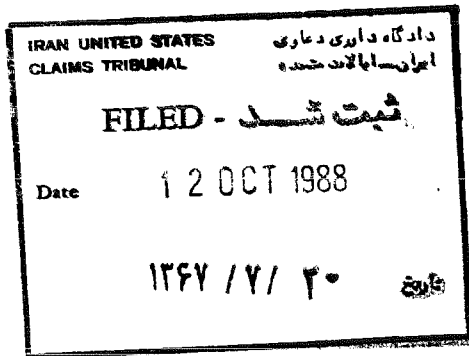 IRAN UNITED STATES
CLAIMS TRIBUNAL
دادگاه داوری دعاوی
ایران - ایالات متحده
FILED - ثبت شد
Date 12 OCT 1988
۱۳۶۷ / ۷ / ۲۰ تاریخ